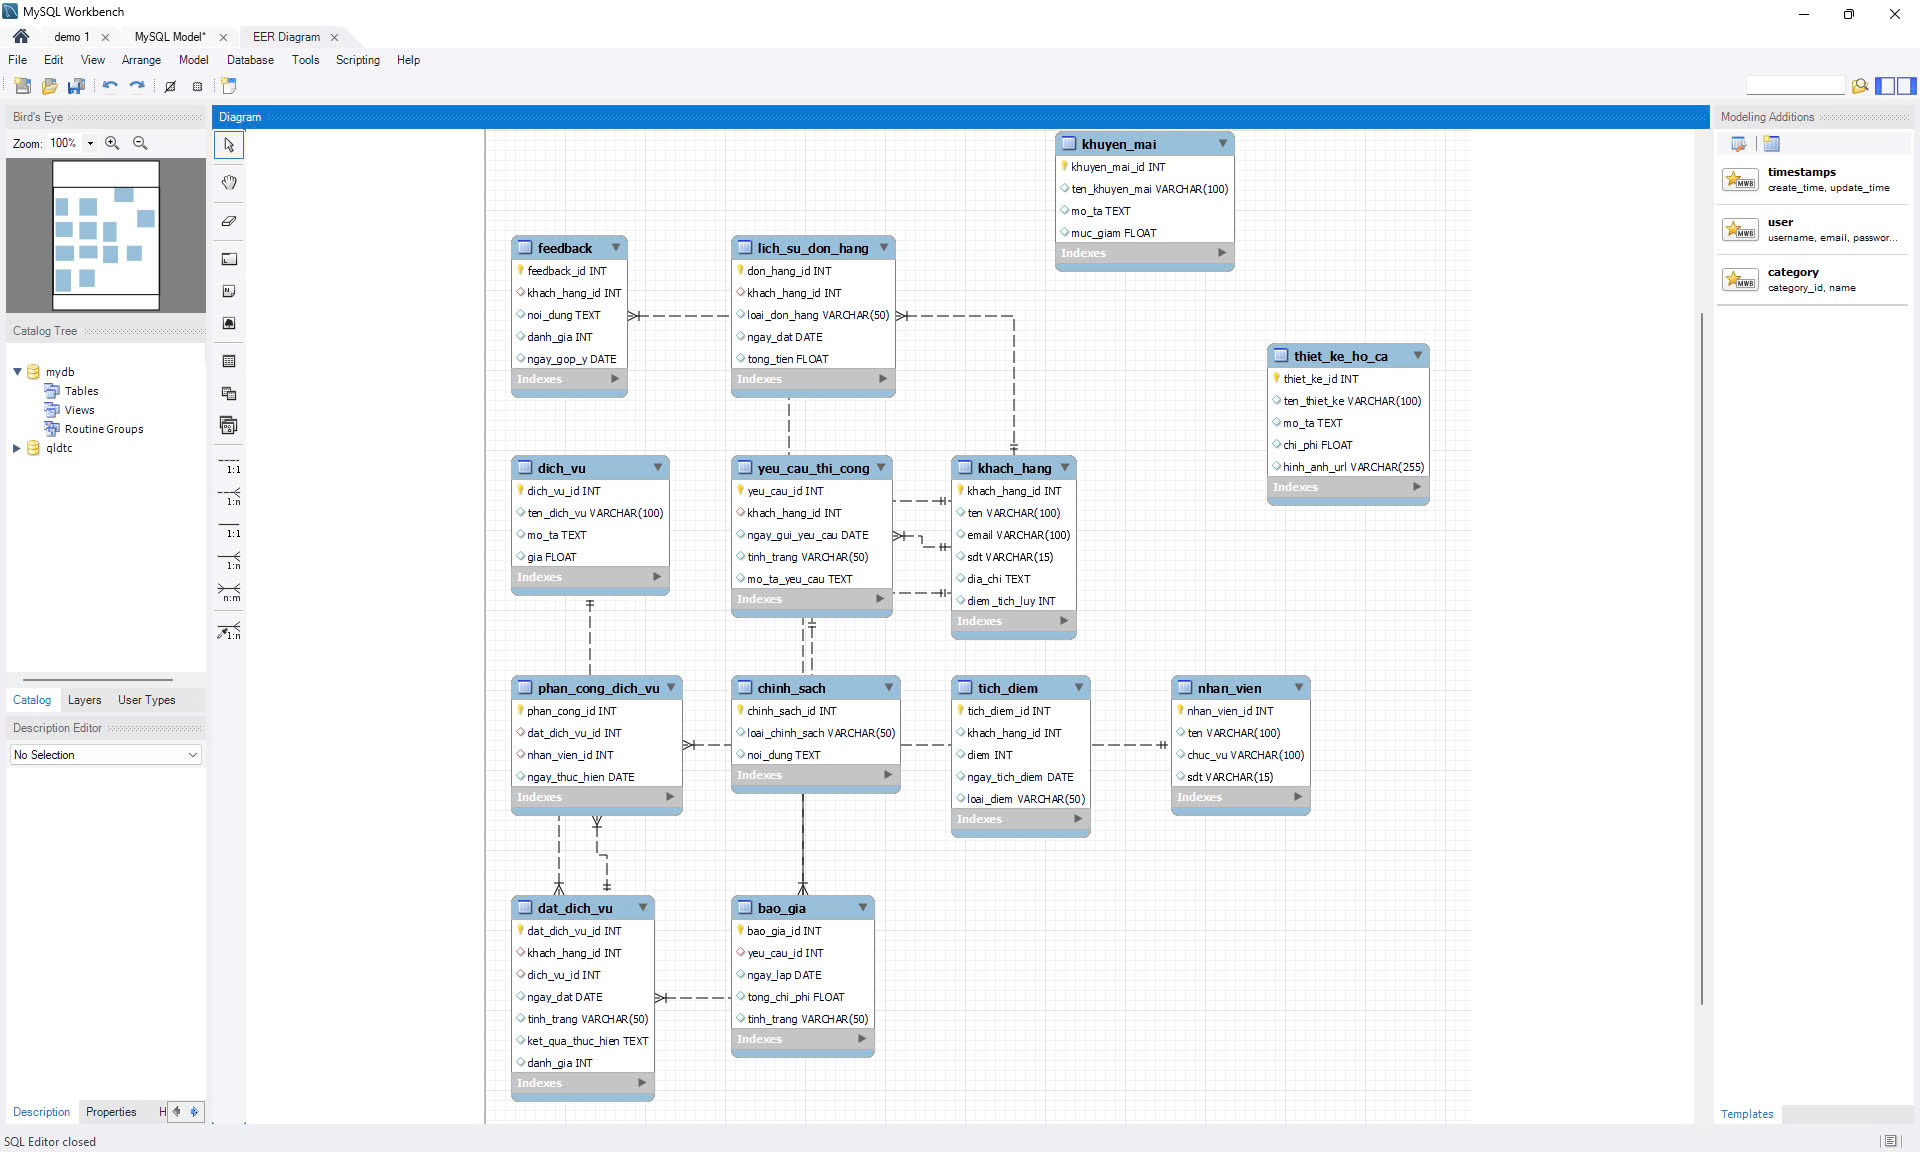 MySQL Workbench
demo 1
MySQL Model*
EER Diagram
File Edit View Arrange Model Database Tools Scripting Help
Bird's Eye
Zoom: 100%
Catalog Tree
mydb
Tables
Views
Routine Groups
qldtc
Catalog Layers User Types
Description Editor
No Selection
Description Properties H
SQL Editor closed
Diagram
1:1
1:n
1:1
1:n
n:m
1:n
khuyen_mai
khuyen_mai_id INT
ten_khuyen_mai VARCHAR(100)
mo_ta TEXT
muc_giam FLOAT
Indexes
feedback
feedback_id INT
khach_hang_id INT
noi_dung TEXT
danh_gia INT
ngay_gop_y DATE
Indexes
lich_su_don_hang
don_hang_id INT
khach_hang_id INT
loai_don_hang VARCHAR(50)
ngay_dat DATE
tong_tien FLOAT
Indexes
thiet_ke_ho_ca
thiet_ke_id INT
ten_thiet_ke VARCHAR(100)
mo_ta TEXT
chi_phi FLOAT
hinh_anh_url VARCHAR(255)
Indexes
dich_vu
dich_vu_id INT
ten_dich_vu VARCHAR(100)
mo_ta TEXT
gia FLOAT
Indexes
yeu_cau_thi_cong
yeu_cau_id INT
khach_hang_id INT
ngay_gui_yeu_cau DATE
tinh_trang VARCHAR(50)
mo_ta_yeu_cau TEXT
Indexes
khach_hang
khach_hang_id INT
ten VARCHAR(100)
email VARCHAR(100)
sdt VARCHAR(15)
dia_chi TEXT
diem_tich_luy INT
Indexes
phan_cong_dich_vu
phan_cong_id INT
dat_dich_vu_id INT
nhan_vien_id INT
ngay_thuc_hien DATE
Indexes
chinh_sach
chinh_sach_id INT
loai_chinh_sach VARCHAR(50)
noi_dung TEXT
Indexes
tich_diem
tich_diem_id INT
khach_hang_id INT
diem INT
ngay_tich_diem DATE
loai_diem VARCHAR(50)
Indexes
nhan_vien
nhan_vien_id INT
ten VARCHAR(100)
chuc_vu VARCHAR(100)
sdt VARCHAR(15)
Indexes
dat_dich_vu
dat_dich_vu_id INT
khach_hang_id INT
dich_vu_id INT
ngay_dat DATE
tinh_trang VARCHAR(50)
ket_qua_thuc_hien TEXT
danh_gia INT
Indexes
bao_gia
bao_gia_id INT
yeu_cau_id INT
ngay_lap DATE
tong_chi_phi FLOAT
tinh_trang VARCHAR(50)
Indexes
Modeling Additions
MWB
timestamps
create_time, update_time
MWB
user
username, email, passwor...
MWB
category
category_id, name
Templates